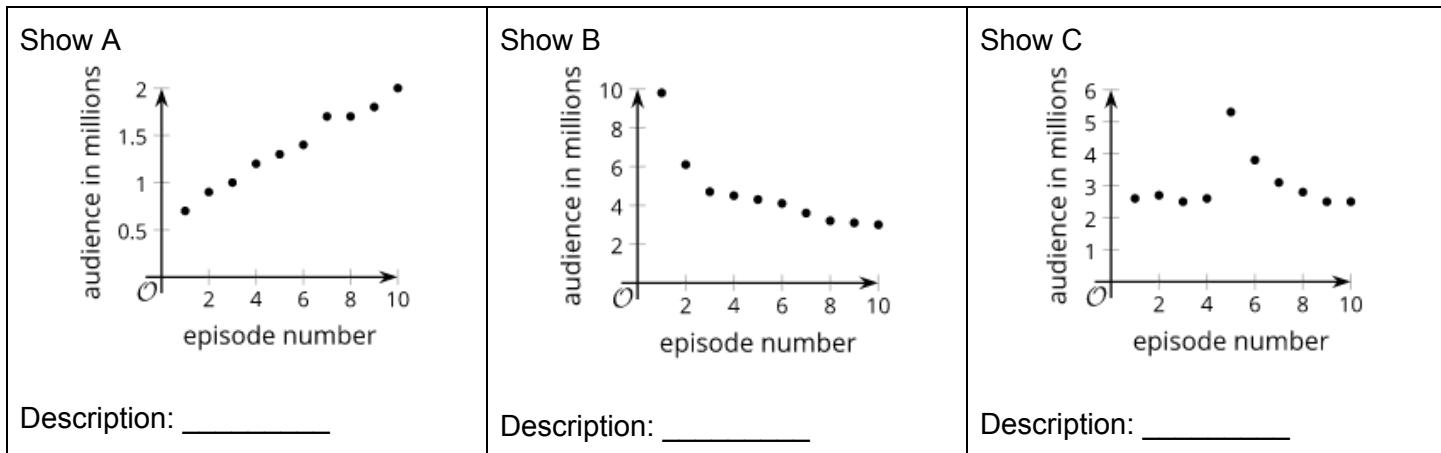 Show A
audience in millions
2
1.5
1
0.5
O
2 4 6 8 10
episode number
Description: _________
Show B
audience in millions
10
8
6
4
2
O
2 4 6 8 10
episode number
Description: _________
Show C
audience in millions
6
5
4
3
2
1
O
2 4 6 8 10
episode number
Description: _________